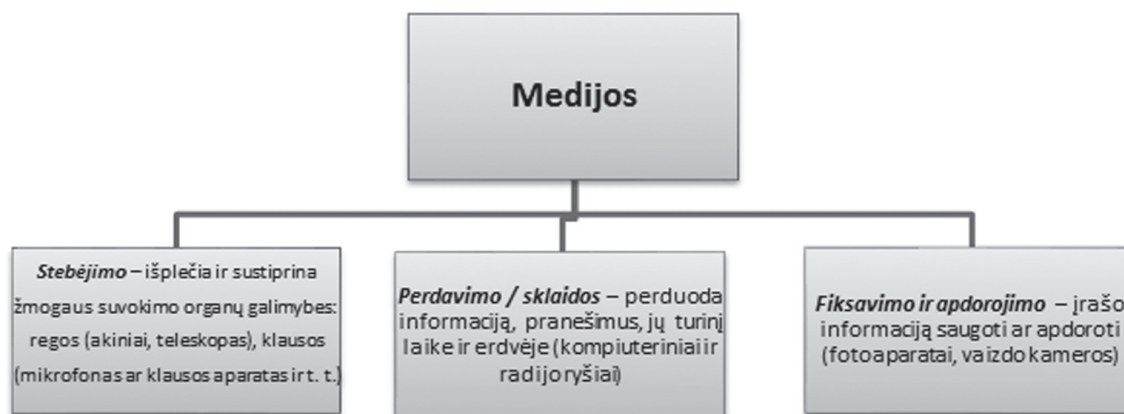 Medijos
Stebėjimo – išplečia ir sustiprina
žmogaus suvokimo organų galimybes:
regos (akiniai, teleskopas), klausos
(mikrofonas ar klausos aparatas ir t. t.)
Perdavimo / sklaidos – perduoda
informaciją, pranešimus, jų turinį
laike ir erdvėje (kompiuteriniai ir
radijo ryšiai)
Fiksavimo ir apdorojimo – įrašo
informaciją saugoti ar apdoroti
(fotoaparatai, vaizdo kameros)